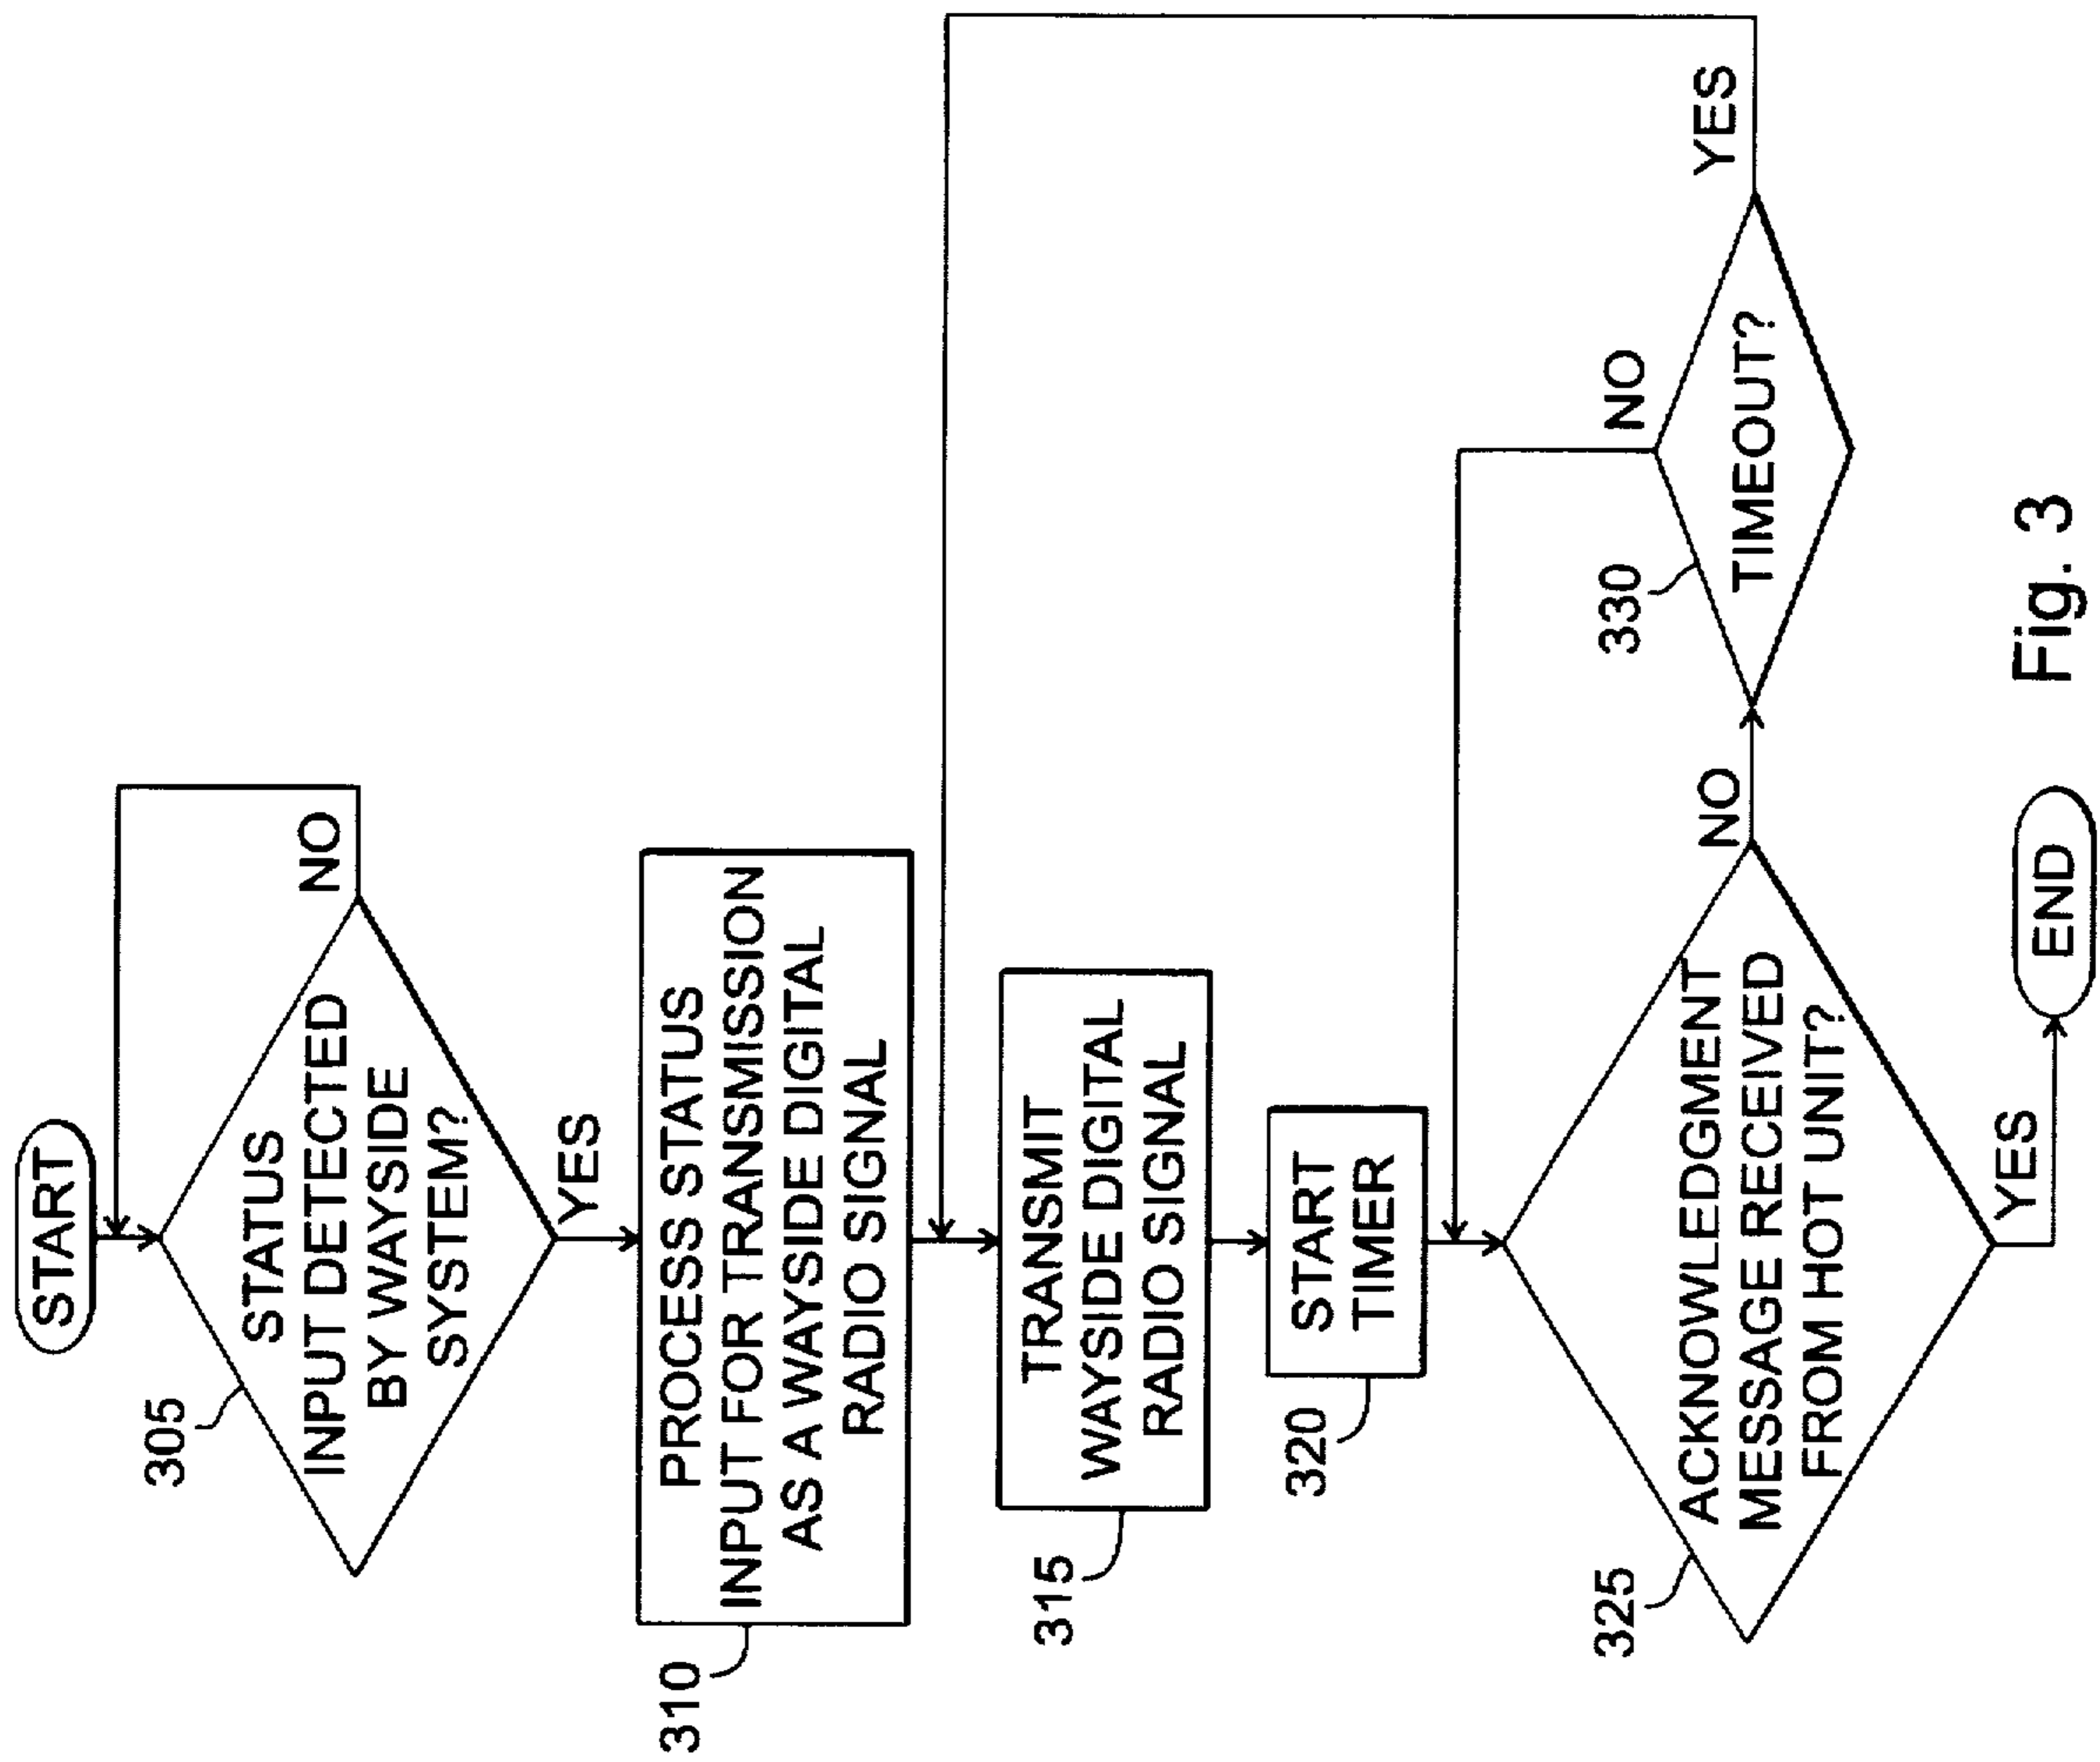 START
305
STATUS
INPUT DETECTED
BY WAYSIDE
SYSTEM?
NO
YES
310
PROCESS STATUS
INPUT FOR TRANSMISSION
AS A WAYSIDE DIGITAL
RADIO SIGNAL
315
TRANSMIT
WAYSIDE DIGITAL
RADIO SIGNAL
320
START
TIMER
325
ACKNOWLEDGMENT
MESSAGE RECEIVED
FROM HOT UNIT?
NO
YES
330
TIMEOUT?
NO
YES
END
Fig. 3